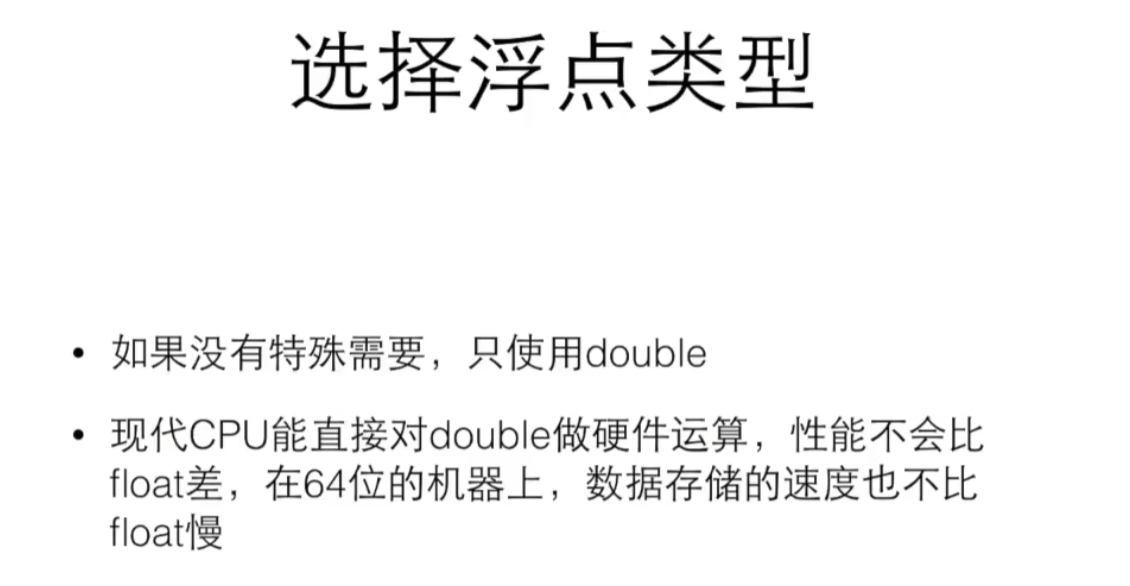 选择浮点类型
• 如果没有特殊需要，只使用double
• 现代CPU能直接对double做硬件运算，性能不会比
float差，在64位的机器上，数据存储的速度也不比
float慢